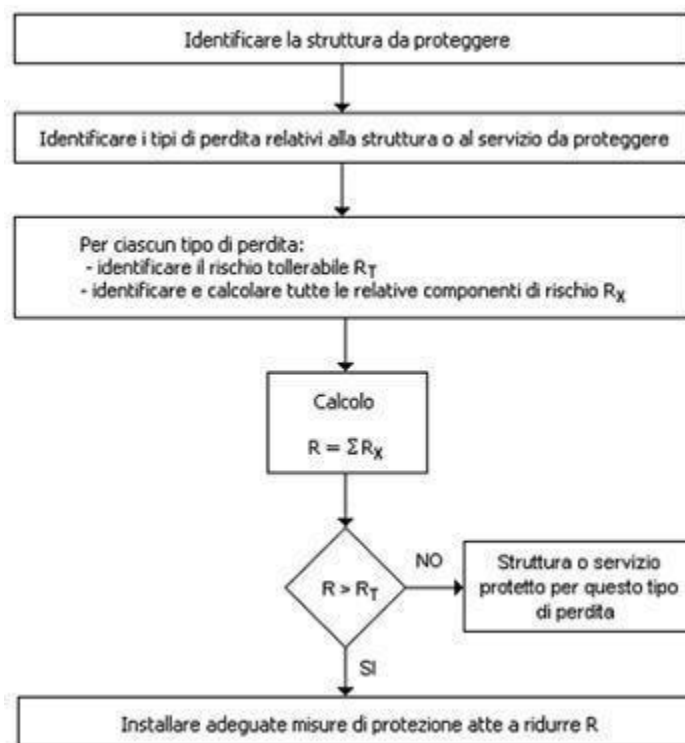 Identificare la struttura da proteggere
Identificare i tipi di perdita relativi alla struttura o al servizio da proteggere
Per ciascun tipo di perdita:
- identificare il rischio tollerabile RT
- identificare e calcolare tutte le relative componenti di rischio RX
Calcolo
R = ΣRX
R > RT
NO
Struttura o servizio
protetto per questo tipo
di perdita
SI
Installare adeguate misure di protezione atte a ridurre R